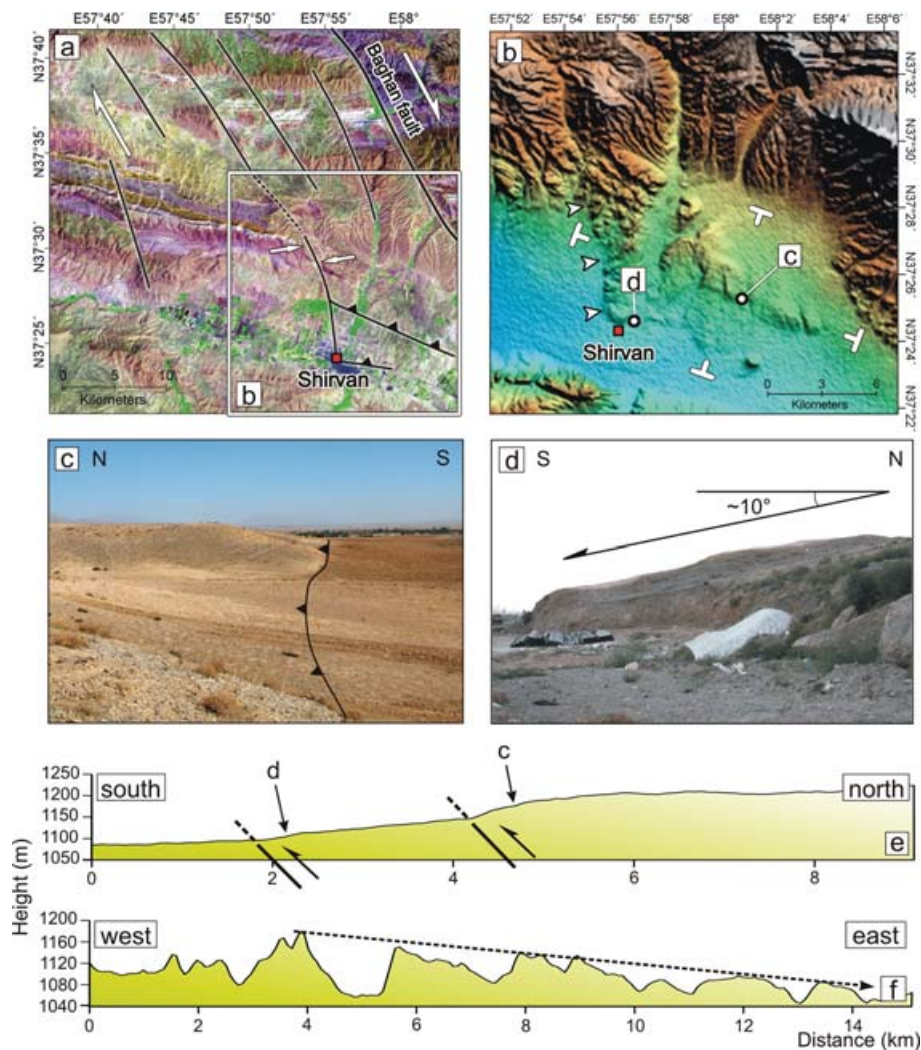 E57°40' E57°45' E57°50' E57°55' E58°
N37°40'
N37°35'
N37°30'
N37°25'
a
Baghan fault
Shirvan
b
0 5 10
Kilometers
E57°52' E57°54' E57°56' E57°58' E58° E58°2' E58°4' E58°6'
b
N37°32'
N37°30'
N37°28'
N37°26'
N37°24'
N37°22'
d
c
Shirvan
0 3 6
Kilometers
c N S
d S N
~10°
Height (m)
1250
1200
1150
1100
1050
south
d
c
north
e
0 2 4 6 8
1200
1160
1120
1080
1040
west
east
f
0 2 4 6 8 10 12 14
Distance (km)